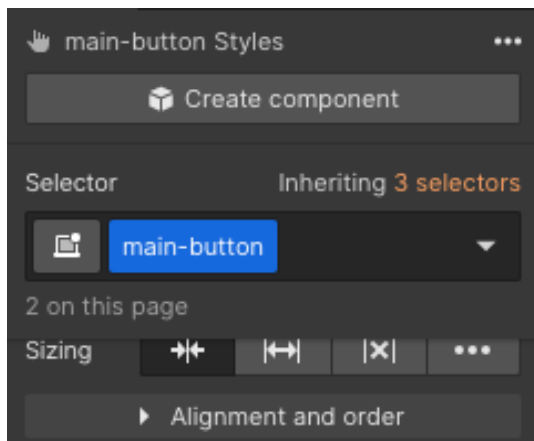 main-button Styles
Create component
Selector
Inheriting 3 selectors
main-button
2 on this page
Sizing
Alignment and order